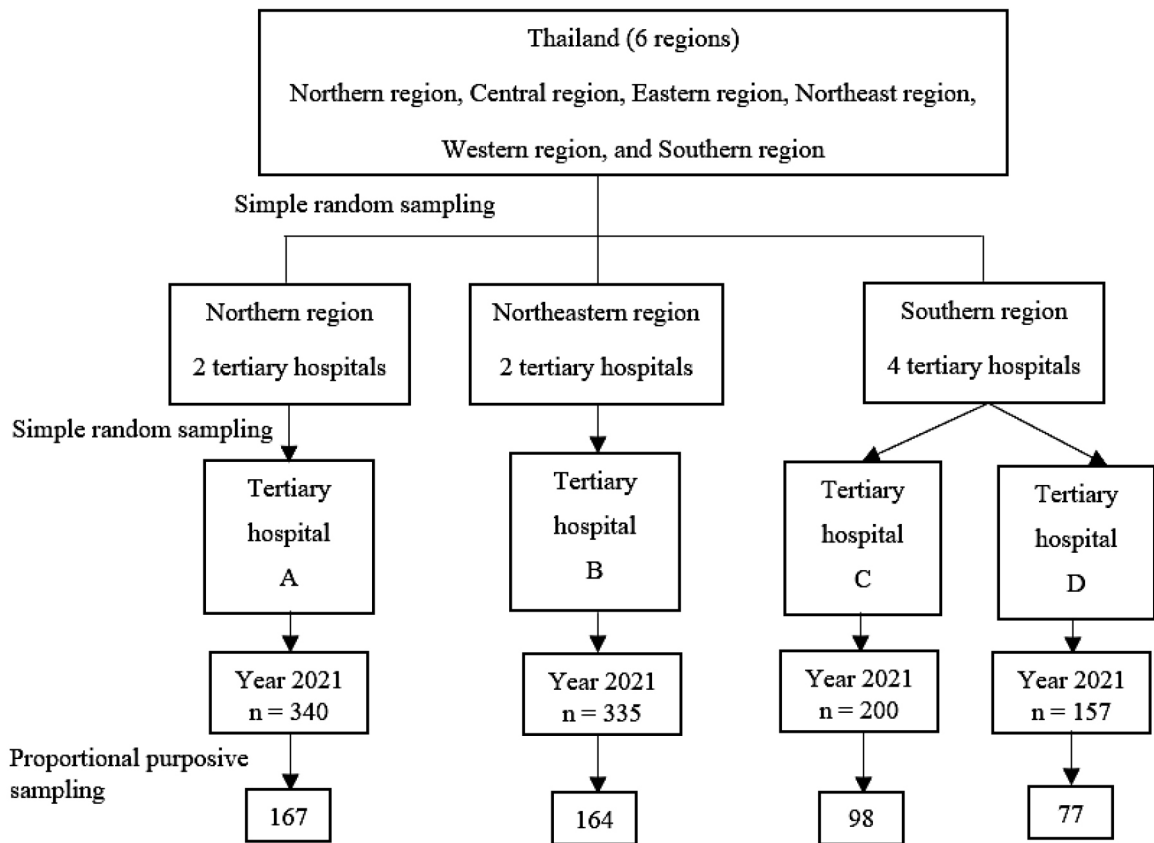 Thailand (6 regions)
Northern region, Central region, Eastern region, Northeast region,
Western region, and Southern region
Simple random sampling
Northern region
2 tertiary hospitals
Northeastern region
2 tertiary hospitals
Southern region
4 tertiary hospitals
Simple random sampling
Tertiary
hospital
A
Tertiary
hospital
B
Tertiary
hospital
C
Tertiary
hospital
D
Year 2021
n = 340
Year 2021
n = 335
Year 2021
n = 200
Year 2021
n = 157
Proportional purposive
sampling
167
164
98
77